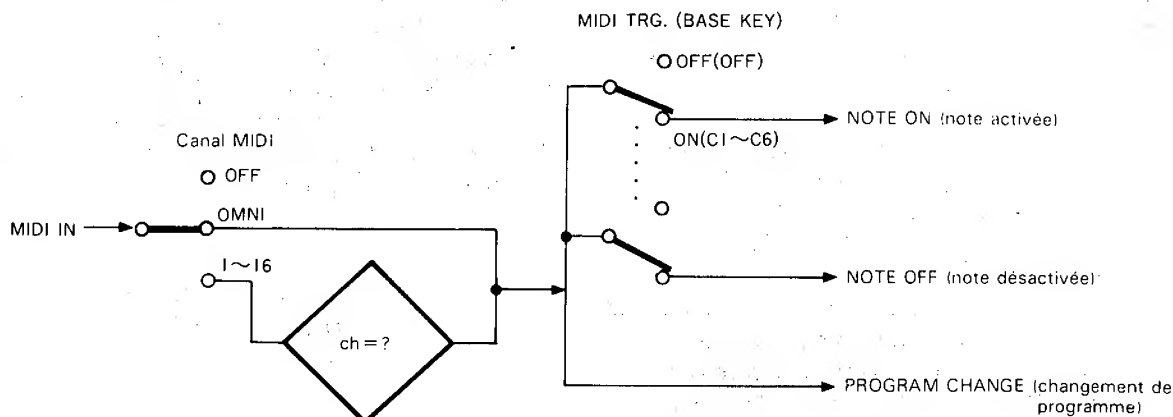 MIDI TRG. (BASE KEY)
OFF(OFF)
NOTE ON (note activée)
ON(C1~C6)
Canal MIDI
OFF
OMNI
MIDI IN
1~16
NOTE OFF (note désactivée)
ch=?
PROGRAM CHANGE (changement de
programme)